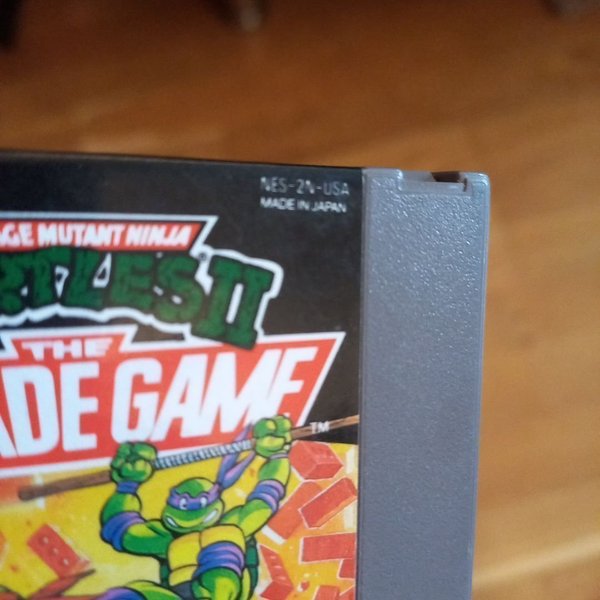 NES-2N-USA
MADE IN JAPAN
AGE MUTANT NINJA
RTLES II ®
THE
ADE GAME TM